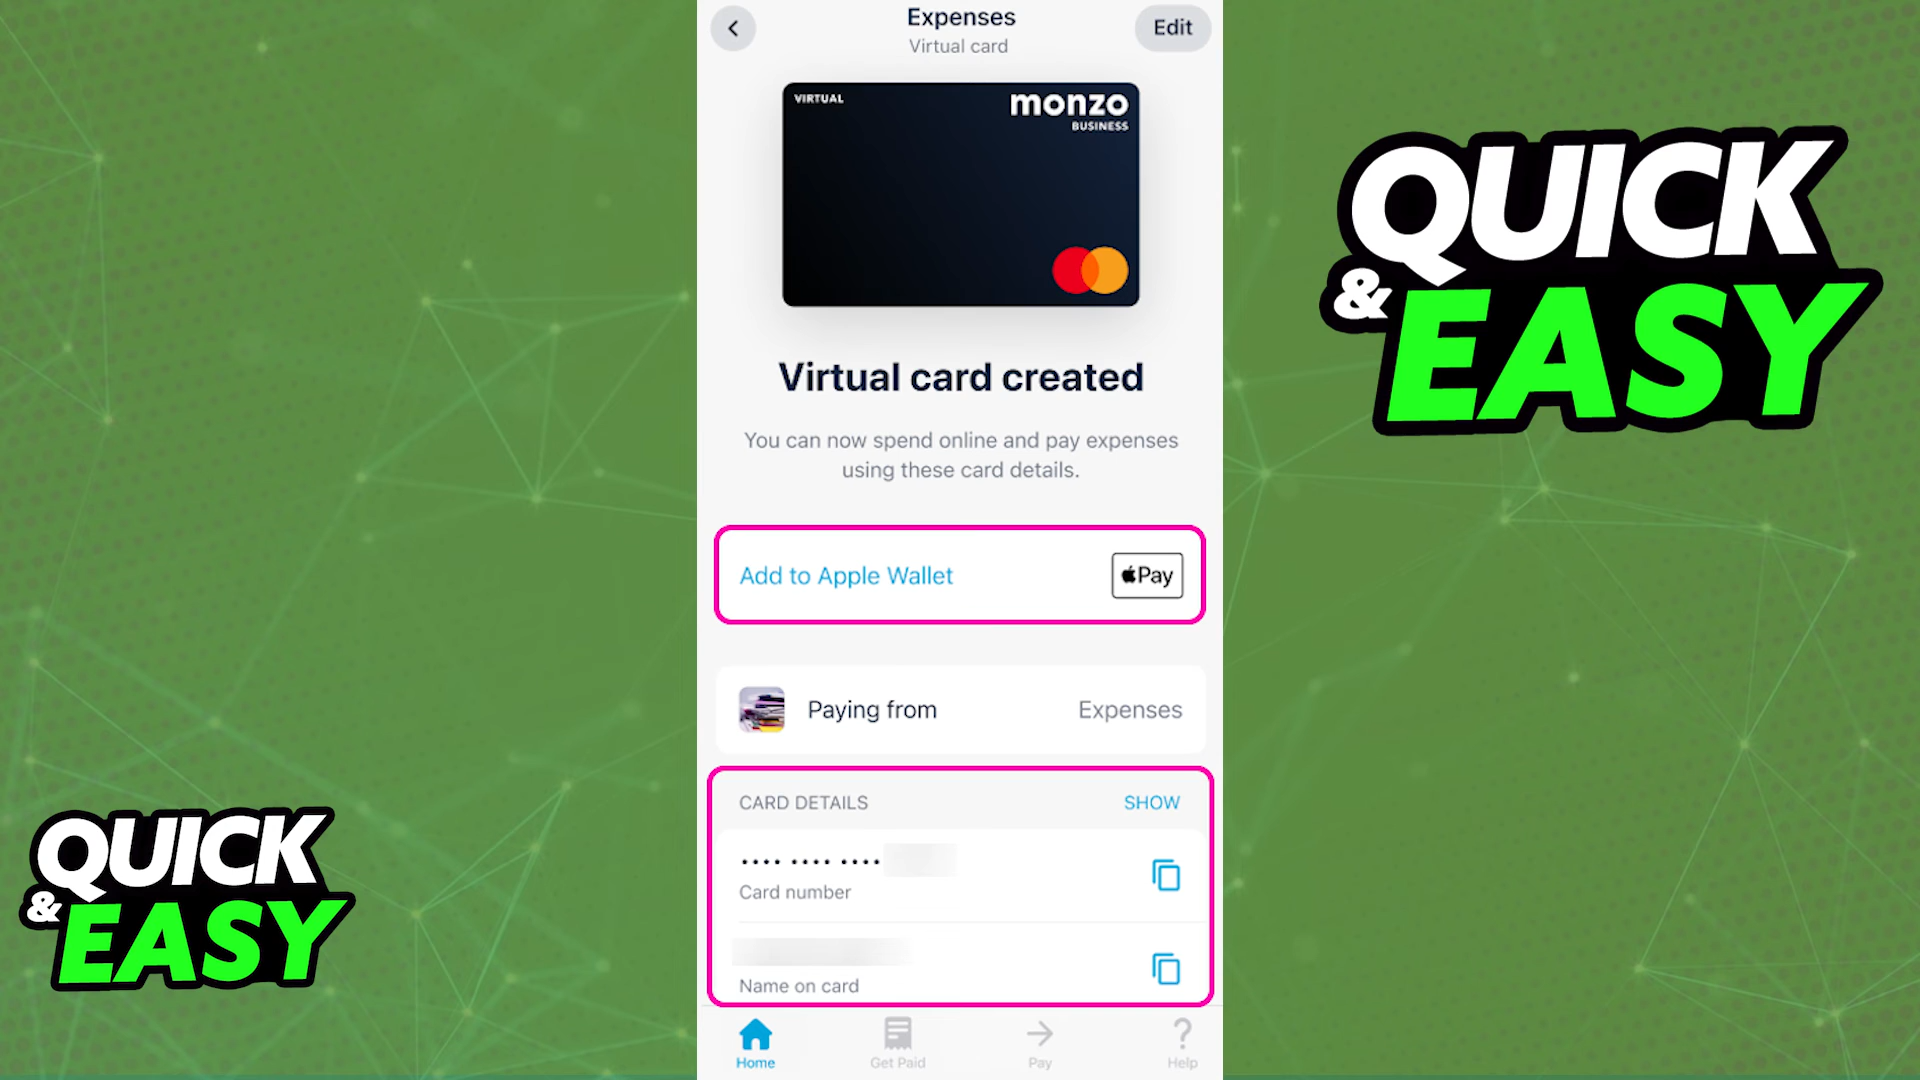 Expenses
Virtual card
Edit
VIRTUAL
monzo
BUSINESS
Virtual card created
You can now spend online and pay expenses
using these card details.
Add to Apple Wallet
Pay
Paying from
Expenses
CARD DETAILS
SHOW
•••• •••• ••••
Card number
Name on card
Home
Get Paid
Pay
Help
QUICK
& EASY
QUICK
& EASY